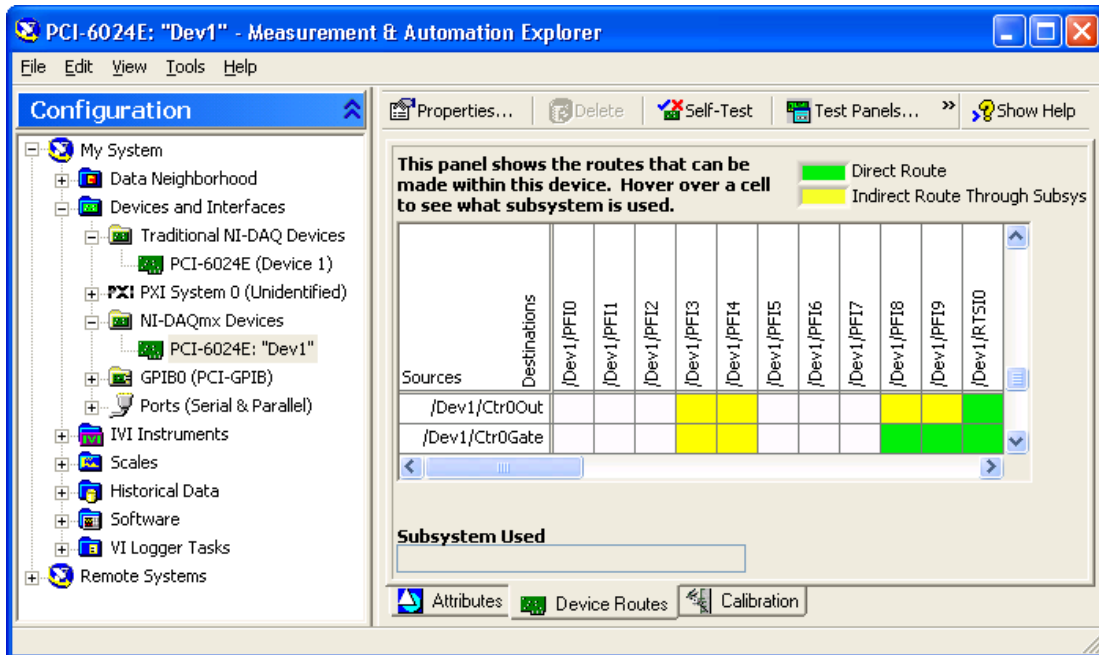 PCI-6024E: "Dev1" - Measurement & Automation Explorer
File Edit View Tools Help
Configuration
My System
Data Neighborhood
Devices and Interfaces
Traditional NI-DAQ Devices
PCI-6024E (Device 1)
PXI PXI System 0 (Unidentified)
NI-DAQmx Devices
PCI-6024E: "Dev1"
GPIB0 (PCI-GPIB)
Ports (Serial & Parallel)
IVI IVI Instruments
Scales
Historical Data
Software
VI Logger Tasks
Remote Systems
Properties... Delete Self-Test Test Panels... » Show Help
This panel shows the routes that can be
made within this device. Hover over a cell
to see what subsystem is used.
Direct Route
Indirect Route Through Subsys
Sources
Destinations
/Dev1/PFI0
/Dev1/PFI1
/Dev1/PFI2
/Dev1/PFI3
/Dev1/PFI4
/Dev1/PFI5
/Dev1/PFI6
/Dev1/PFI7
/Dev1/PFI8
/Dev1/PFI9
/Dev1/RTSI0
/Dev1/Ctr0Out
/Dev1/Ctr0Gate
Subsystem Used
Attributes Device Routes Calibration